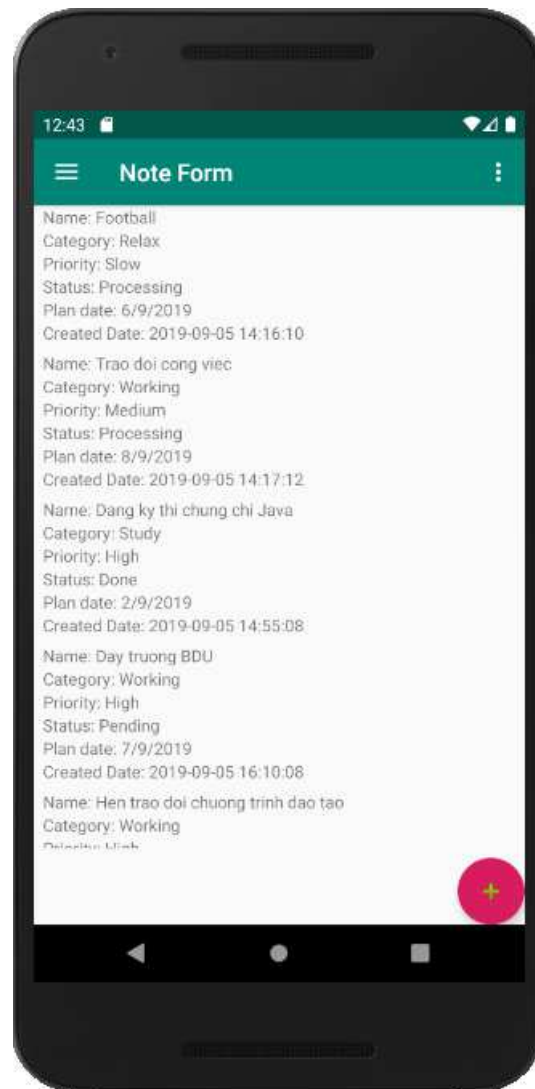 12:43
Note Form
Name: Football
Category: Relax
Priority: Slow
Status: Processing
Plan date: 6/9/2019
Created Date: 2019-09-05 14:16:10
Name: Trao doi cong viec
Category: Working
Priority: Medium
Status: Processing
Plan date: 8/9/2019
Created Date: 2019-09-05 14:17:12
Name: Dang ky thi chung chi Java
Category: Study
Priority: High
Status: Done
Plan date: 2/9/2019
Created Date: 2019-09-05 14:55:08
Name: Day truong BDU
Category: Working
Priority: High
Status: Pending
Plan date: 7/9/2019
Created Date: 2019-09-05 16:10:08
Name: Hen trao doi chuong trinh dao tao
Category: Working
Priority: High